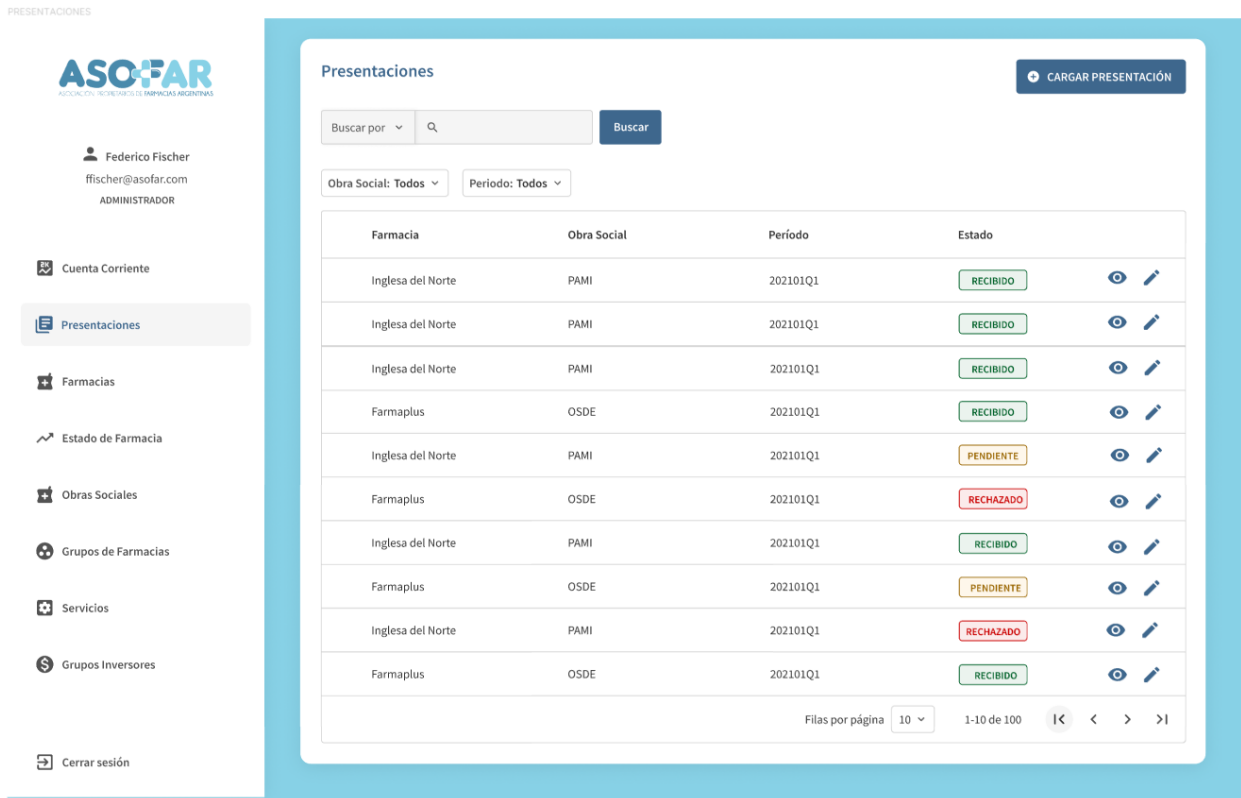 PRESENTACIONES
ASOFAR
ASOCIACIÓN PROPIETARIOS DE FARMACIAS ARGENTINAS
Federico Fischer
ffischer@asofar.com
ADMINISTRADOR
Cuenta Corriente
Presentaciones
Farmacias
Estado de Farmacia
Obras Sociales
Grupos de Farmacias
Servicios
Grupos Inversores
Cerrar sesión
Presentaciones
CARGAR PRESENTACIÓN
Buscar por
Buscar
Obra Social: Todos
Periodo: Todos
Farmacia Obra Social Período Estado
Inglesa del Norte PAMI 202101Q1 RECIBIDO
Inglesa del Norte PAMI 202101Q1 RECIBIDO
Inglesa del Norte PAMI 202101Q1 RECIBIDO
Farmaplus OSDE 202101Q1 RECIBIDO
Inglesa del Norte PAMI 202101Q1 PENDIENTE
Farmaplus OSDE 202101Q1 RECHAZADO
Inglesa del Norte PAMI 202101Q1 RECIBIDO
Farmaplus OSDE 202101Q1 PENDIENTE
Inglesa del Norte PAMI 202101Q1 RECHAZADO
Farmaplus OSDE 202101Q1 RECIBIDO
Filas por página 10 1-10 de 100